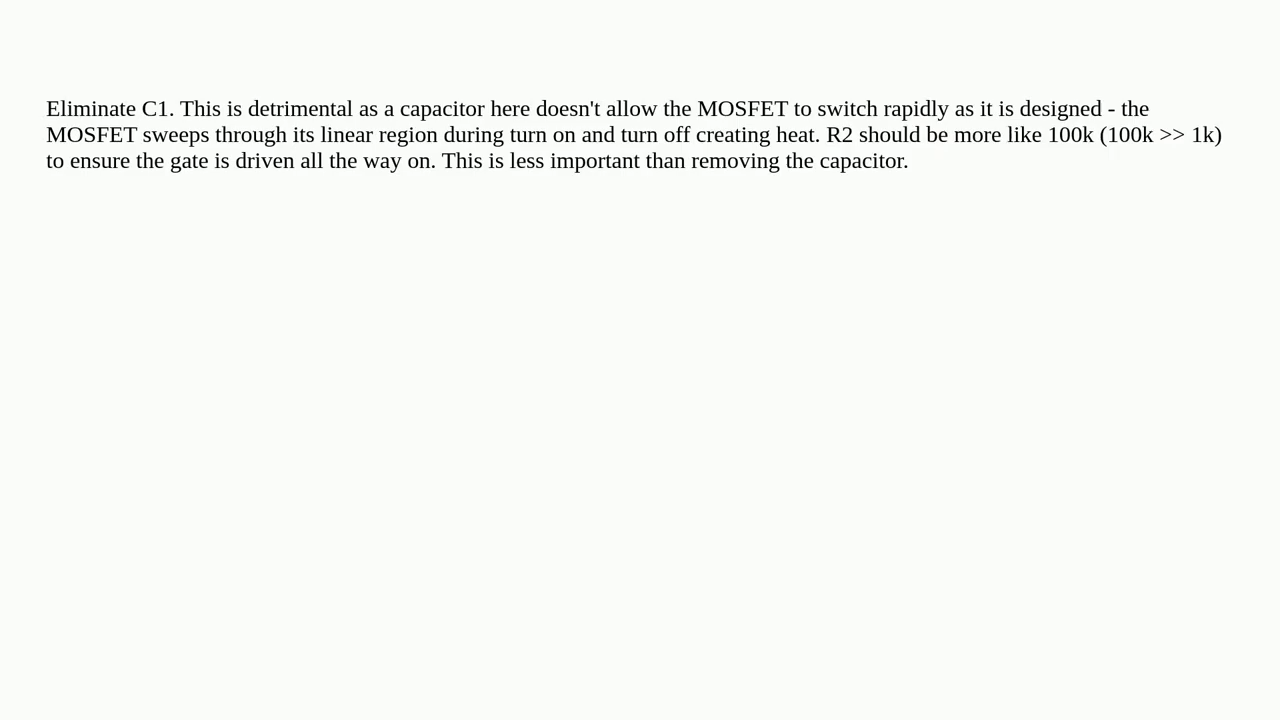 Eliminate C1. This is detrimental as a capacitor here doesn't allow the MOSFET to switch rapidly as it is designed - the
MOSFET sweeps through its linear region during turn on and turn off creating heat. R2 should be more like 100k (100k >> 1k)
to ensure the gate is driven all the way on. This is less important than removing the capacitor.